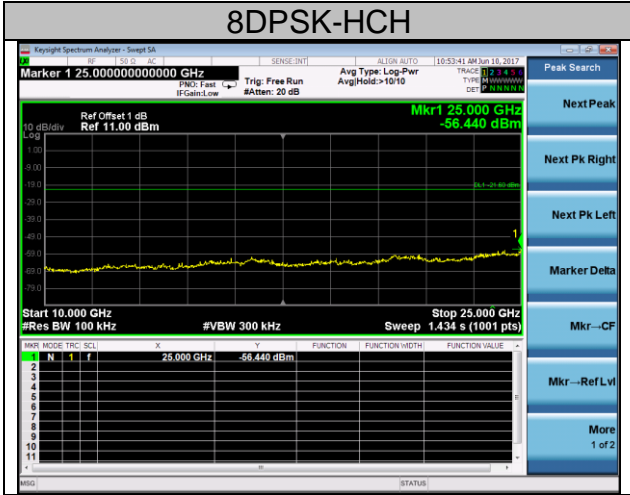 8DPSK-HCH
Keysight Spectrum Analyzer - Swept SA
RF 50 Ω AC SENSE:INT ALIGN AUTO 10:53:41 AM Jun 10, 2017
Marker 1 25.000000000000 GHz
PNO: Fast Trig: Free Run Avg Type: Log-Pwr TRACE 1 2 3 4 5 6
IFGain:Low #Atten: 20 dB Avg|Hold:>10/10 TYPE M WWWWW
DET P NNNNN
Peak Search
Next Peak
Next Pk Right
Next Pk Left
Marker Delta
Mkr→CF
Mkr→Ref Lvl
More
1 of 2
Ref Offset 1 dB Mkr1 25.000 GHz
10 dB/div Ref 11.00 dBm -56.440 dBm
Log
1.00
-9.00
-19.0
DL1 -21.60 dBm
-29.0
-39.0
-49.0
1
-59.0
-69.0
-79.0
Start 10.000 GHz Stop 25.000 GHz
#Res BW 100 kHz #VBW 300 kHz Sweep 1.434 s (1001 pts)
MKR MODE TRC SCL X Y FUNCTION FUNCTION WIDTH FUNCTION VALUE
1 N 1 f 25.000 GHz -56.440 dBm
2
3
4
5
6
7
8
9
10
11
MSG STATUS